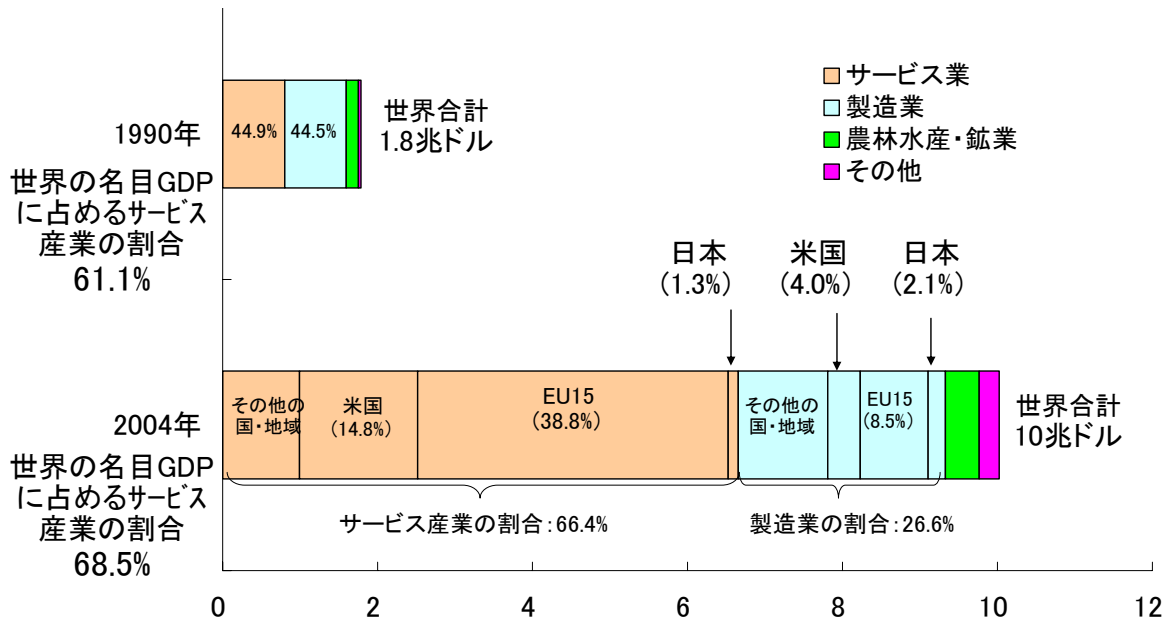 サービス業
製造業
農林水産・鉱業
その他
1990年
世界の名目GDP
に占めるサービス
産業の割合
61.1%
44.9%
44.5%
世界合計
1.8兆ドル
日本
(1.3%)
米国
(4.0%)
日本
(2.1%)
2004年
世界の名目GDP
に占めるサービス
産業の割合
68.5%
その他の
国・地域
米国
(14.8%)
EU15
(38.8%)
その他の
国・地域
EU15
(8.5%)
世界合計
10兆ドル
サービス産業の割合:66.4%
製造業の割合:26.6%
0 2 4 6 8 10 12